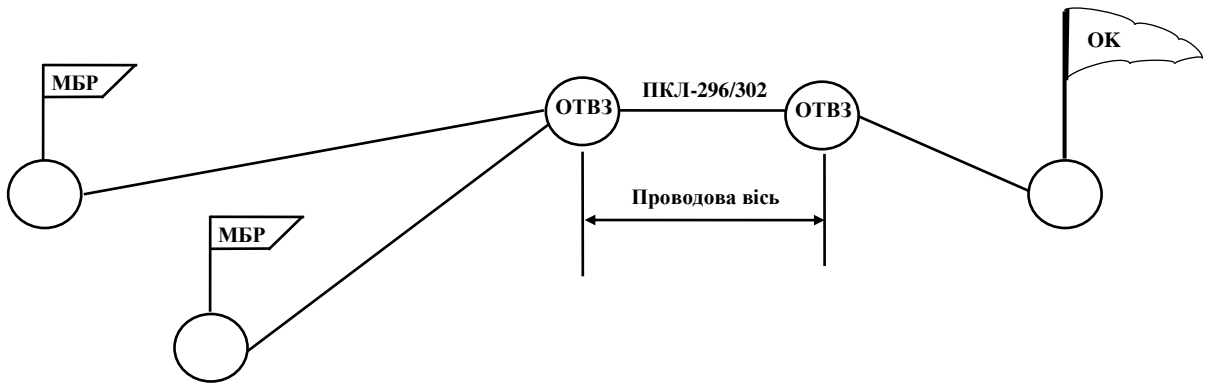 ОК
МБР
ОТВЗ
ПКЛ-296/302
ОТВЗ
Проводова вісь
МБР